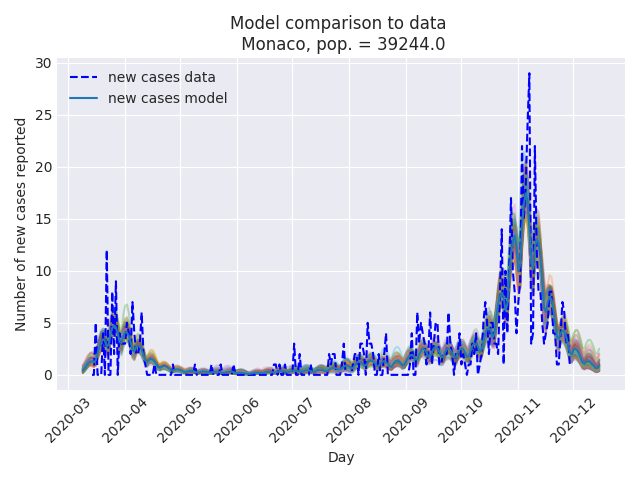 Model comparison to data
Monaco, pop. = 39244.0
new cases data
new cases model
Number of new cases reported
30
25
20
15
10
5
0
2020-03
2020-04
2020-05
2020-06
2020-07
2020-08
2020-09
2020-10
2020-11
2020-12
Day